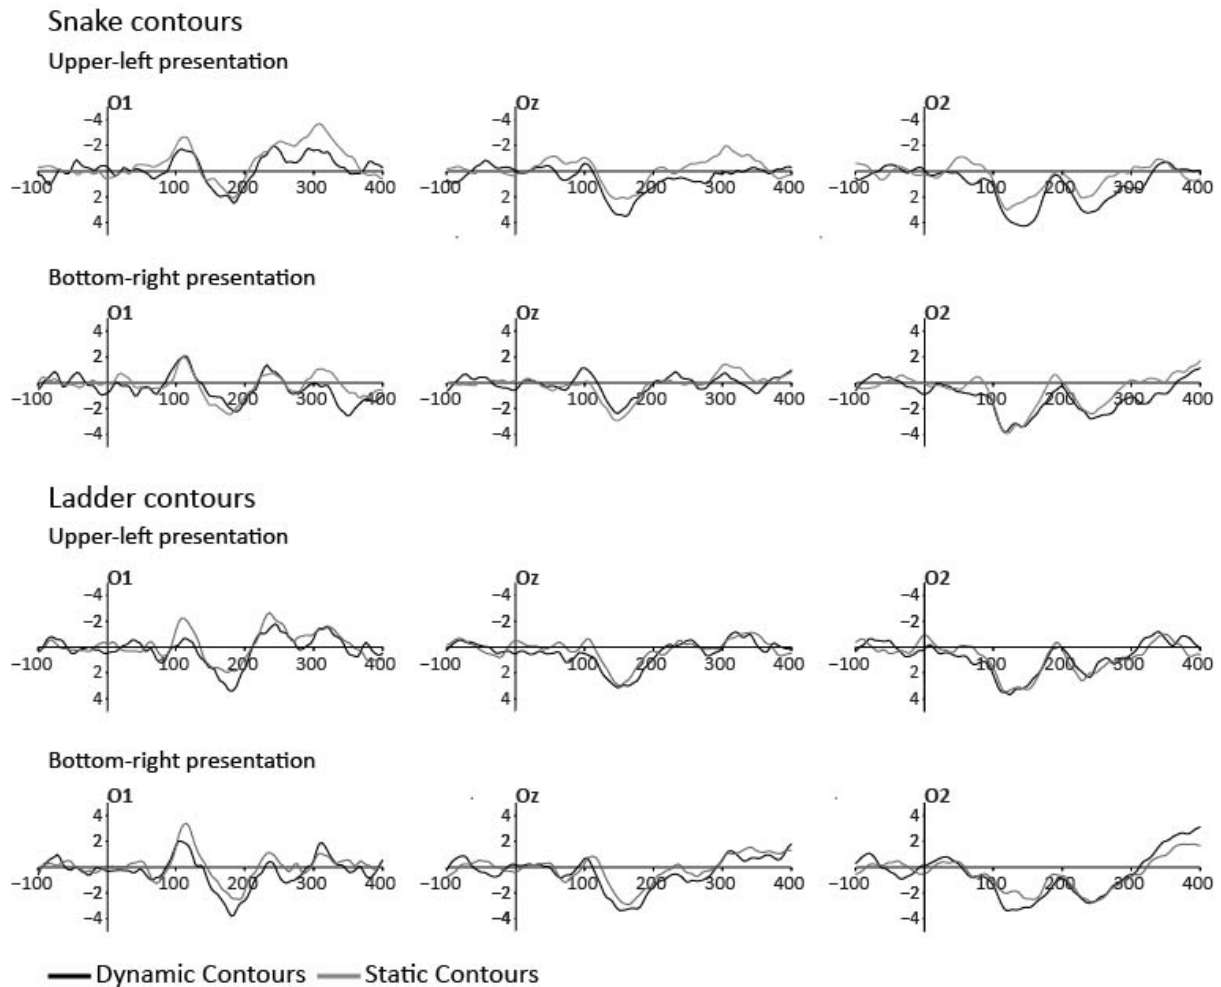 Snake contours
Upper-left presentation
O1 Oz O2
−4 −4 −4
−2 −2 −2
−100 100 200 300 400 −100 100 200 300 400 −100 100 200 300 400
2 2 2
4 4 4
Bottom-right presentation
O1 Oz O2
4 4 4
2 2 2
−100 100 200 300 400 −100 100 200 300 400 −100 100 200 300 400
−2 −2 −2
−4 −4 −4
Ladder contours
Upper-left presentation
O1 Oz O2
−4 −4 −4
−2 −2 −2
−100 100 200 300 400 −100 100 200 300 400 −100 100 200 300 400
2 2 2
4 4 4
Bottom-right presentation
O1 Oz O2
4 4 4
2 2 2
−100 100 200 300 400 −100 100 200 300 400 −100 100 200 300 400
−2 −2 −2
−4 −4 −4
Dynamic Contours Static Contours